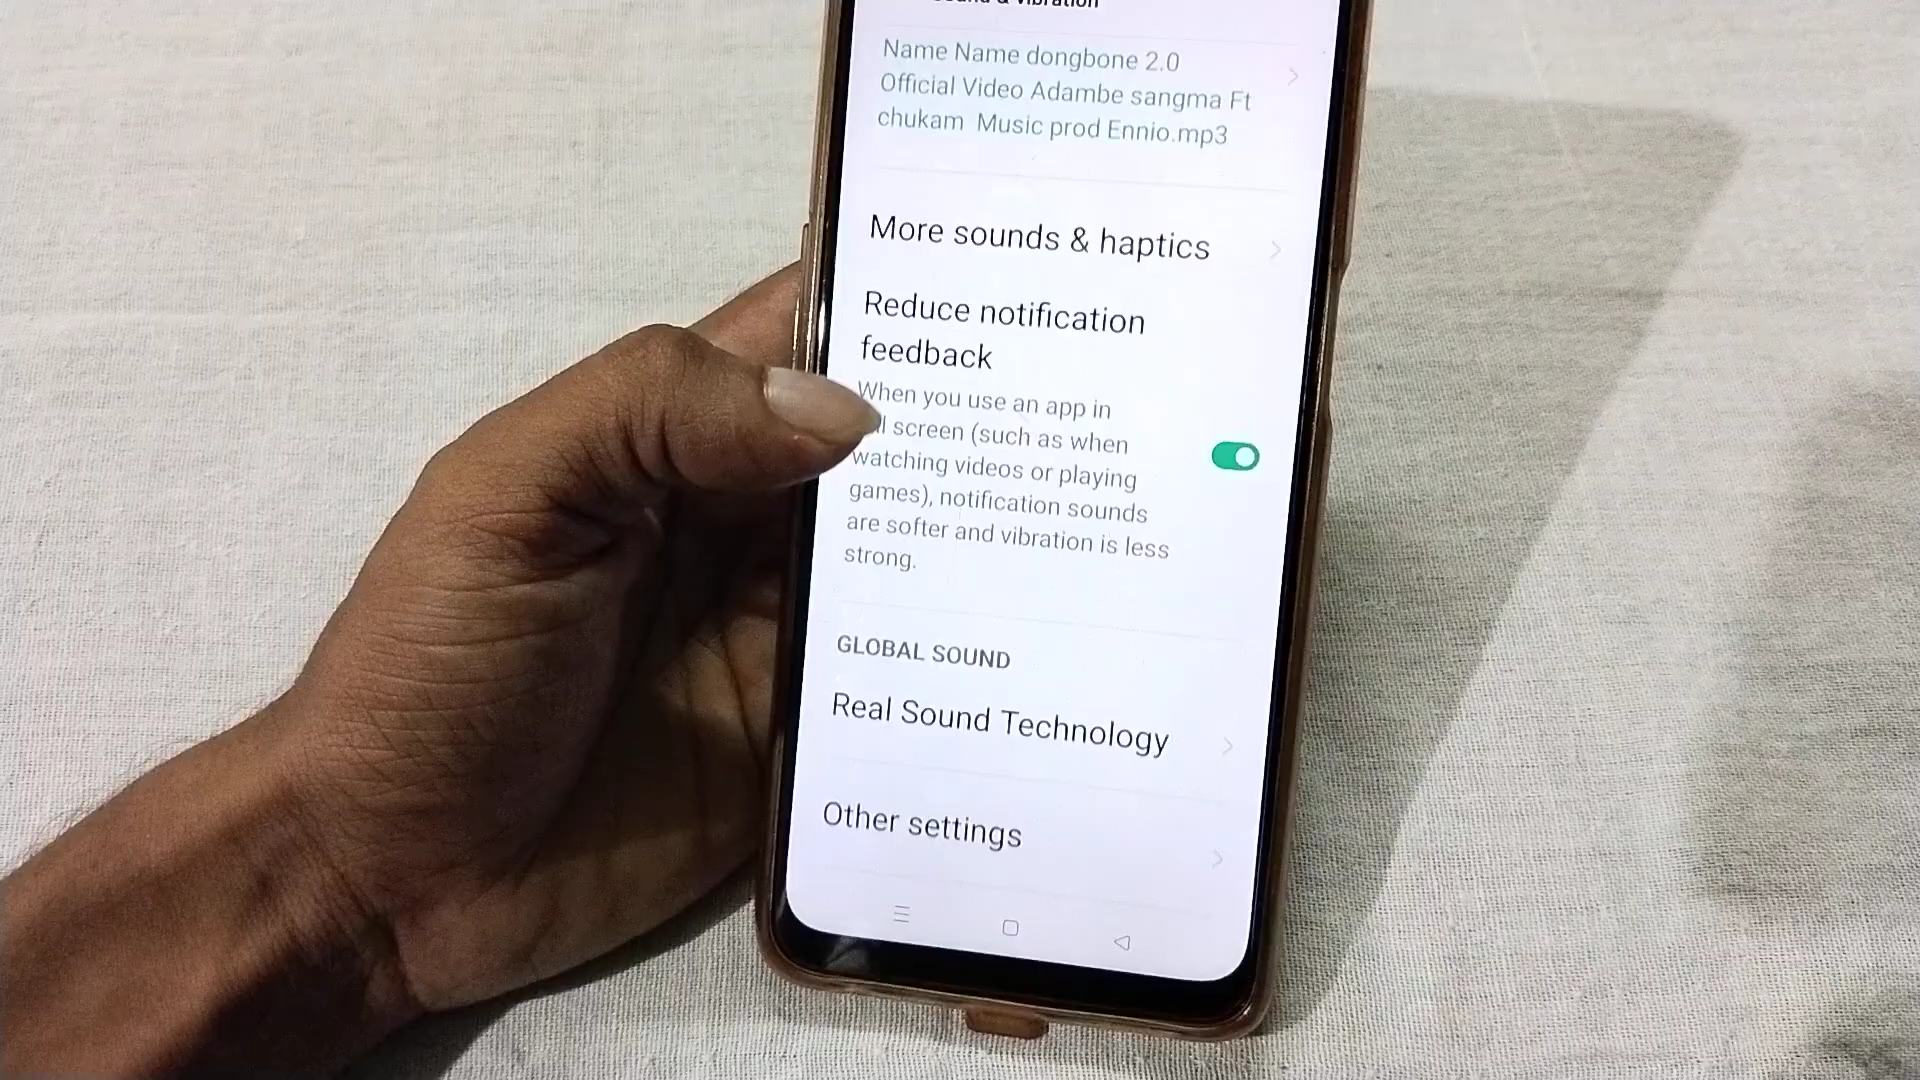 Sound & vibration
Name Name dongbone 2.0
Official Video Adambe sangma Ft
chukam Music prod Ennio.mp3
More sounds & haptics
Reduce notification
feedback
When you use an app in
screen (such as when
watching videos or playing
games), notification sounds
are softer and vibration is less
strong.
GLOBAL SOUND
Real Sound Technology
Other settings